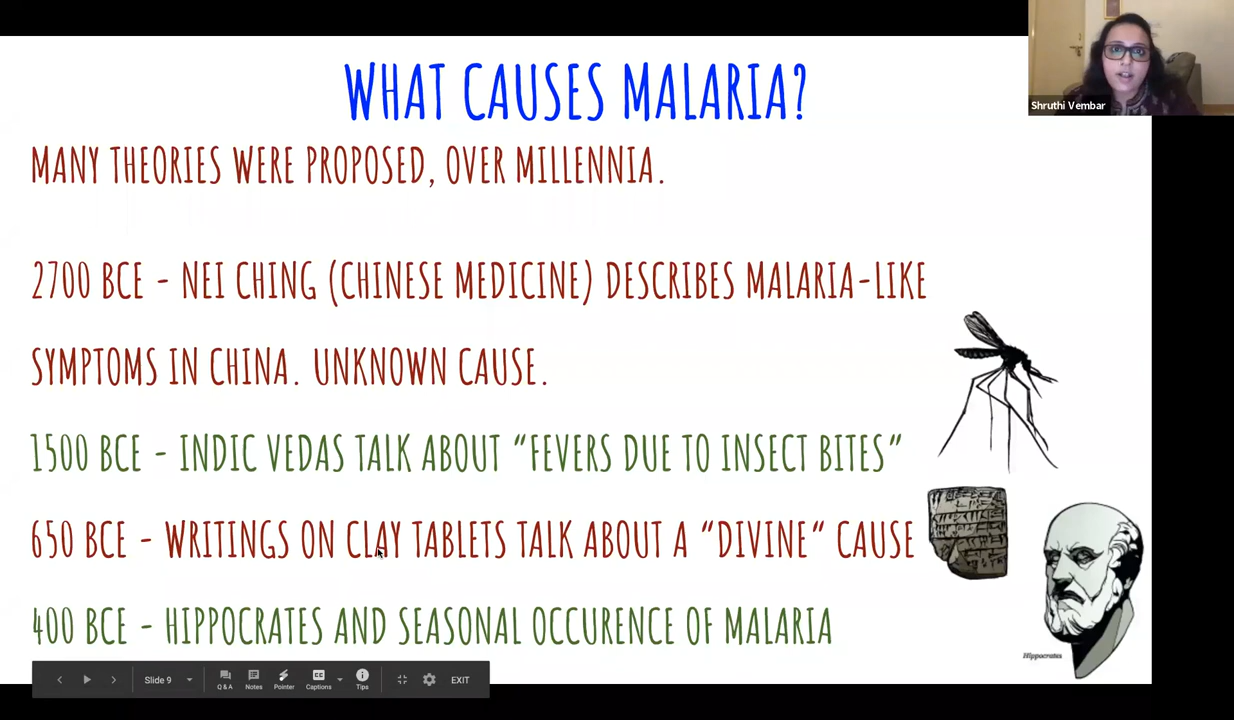 WHAT CAUSES MALARIA?
Shruthi Vembar
MANY THEORIES WERE PROPOSED, OVER MILLENNIA.
2700 BCE - NEI CHING (CHINESE MEDICINE) DESCRIBES MALARIA-LIKE
SYMPTOMS IN CHINA. UNKNOWN CAUSE.
1500 BCE - INDIC VEDAS TALK ABOUT "FEVERS DUE TO INSECT BITES"
650 BCE - WRITINGS ON CLAY TABLETS TALK ABOUT A "DIVINE" CAUSE
400 BCE - HIPPOCRATES AND SEASONAL OCCURENCE OF MALARIA
Hippocrates
Slide 9 Q & A Notes Pointer Captions Tips EXIT